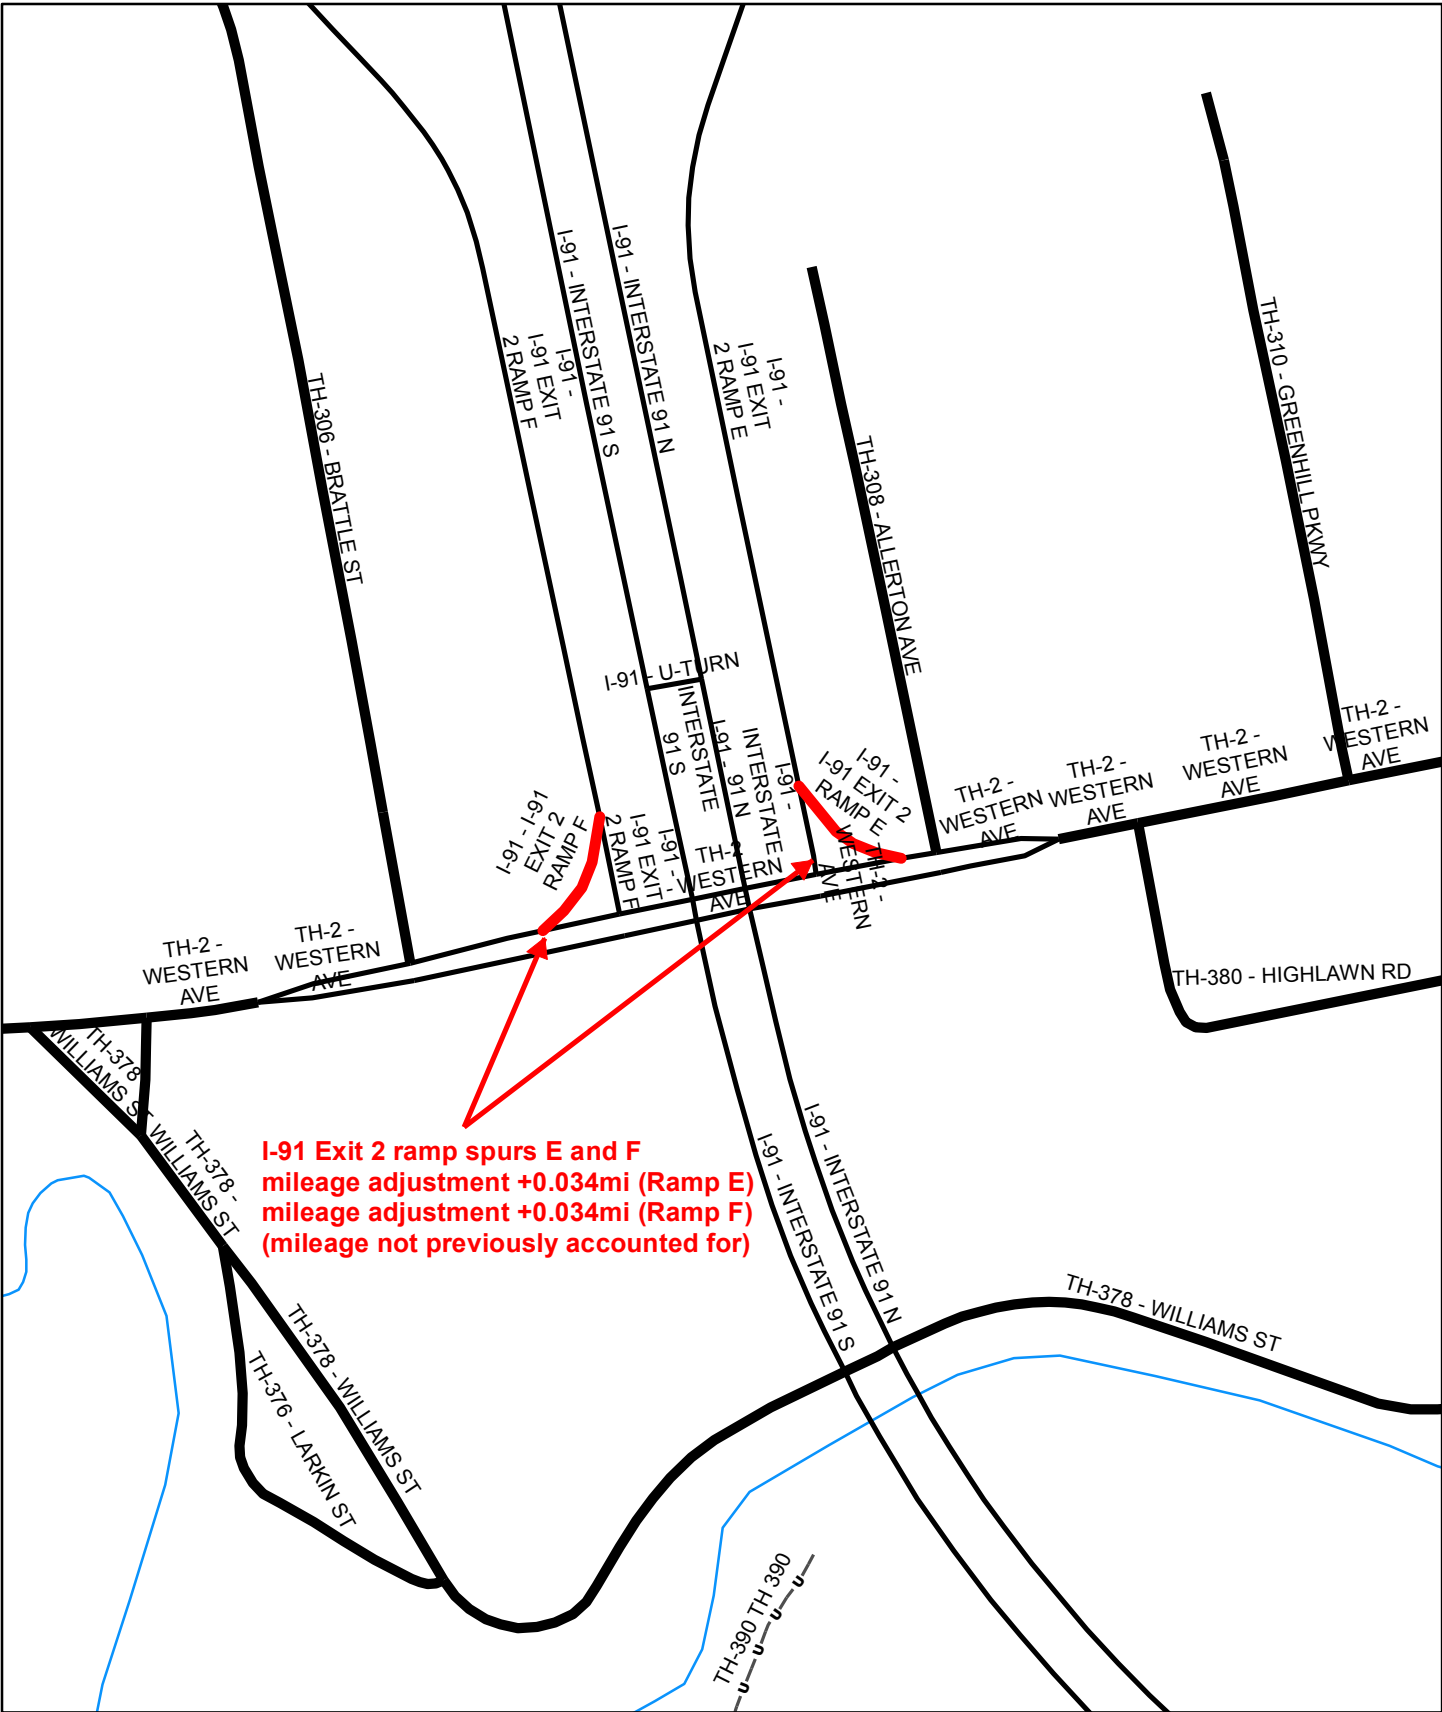 I-91 - INTERSTATE 91 S
I-91 - INTERSTATE 91 N
TH-306 - BRATTLE ST
I-91 -
I-91 EXIT
2 RAMP F
I-91 -
I-91 EXIT
2 RAMP E
TH-308 - ALLERTON AVE
TH-310 - GREENHILL PKWY
I-91 - U-TURN
INTERSTATE
91 S
I-91 -
INTERSTATE
91 N
I-91 -
I-91 -
I-91 EXIT 2
RAMP E
TH-2 -
WESTERN
AVE
TH-2 -
WESTERN
AVE
TH-2 -
WESTERN
AVE
TH-2 -
WESTERN
AVE
I-91 - I-91
EXIT 2
RAMP F
I-91 -
I-91 EXIT
2 RAMP F
TH-2 -
WESTERN
AVE
TH-2 -
WESTERN
AVE
TH-2 -
WESTERN
AVE
TH-2 -
WESTERN
AVE
TH-380 - HIGHLAWN RD
TH-378 -
WILLIAMS ST
TH-378 -
WILLIAMS ST
I-91 Exit 2 ramp spurs E and F
mileage adjustment +0.034mi (Ramp E)
mileage adjustment +0.034mi (Ramp F)
(mileage not previously accounted for)
I-91 - INTERSTATE 91 S
I-91 - INTERSTATE 91 N
TH-378 - WILLIAMS ST
TH-378 - WILLIAMS ST
TH-376 - LARKIN ST
TH-390 TH 390
U
U
U
U